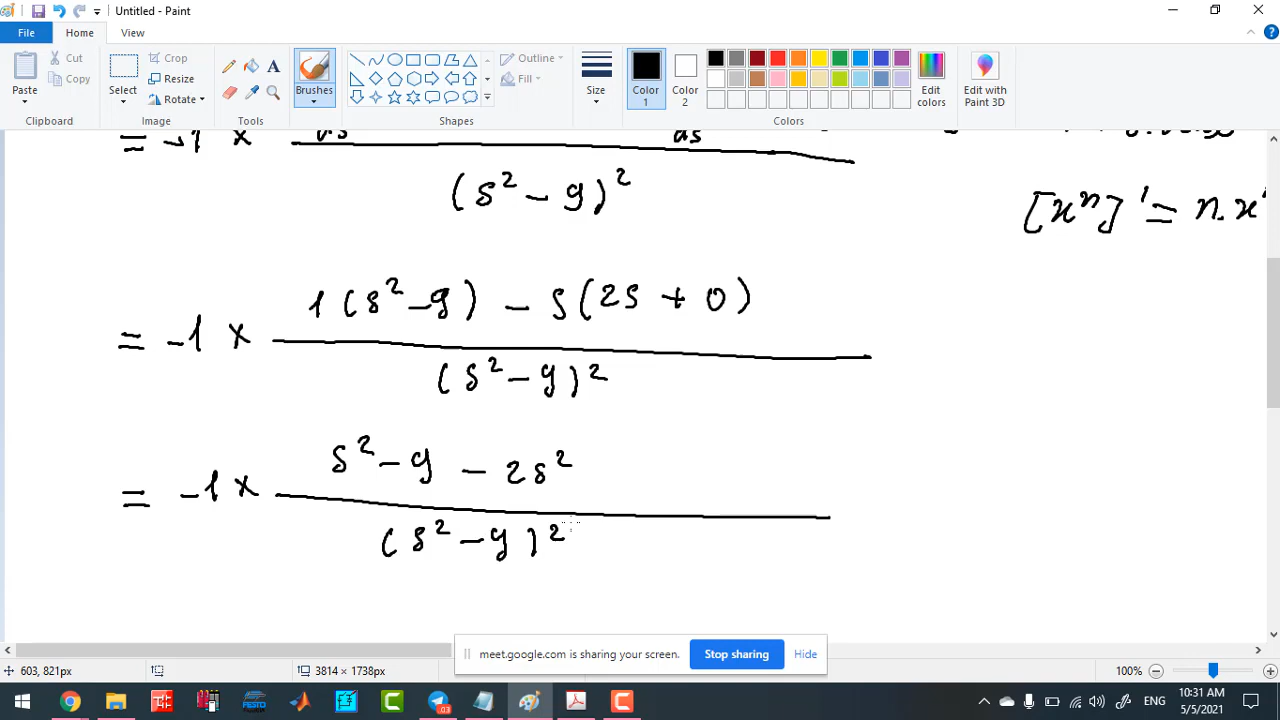 Untitled - Paint
File Home View
Paste Cut Copy
Clipboard
Select Crop Resize Rotate
Image
Tools
Brushes
Shapes
Outline Fill
Size
Color 1 Color 2
Edit colors
Colors
Edit with Paint 3D
= -1 × ds ds
(s² - 9)²
[xⁿ]' = n.x
1(s² - 9) - s(2s + 0)
= -1 ×
(s² - 9)²
s² - 9 - 2s²
= -1 ×
(s² - 9)²
meet.google.com is sharing your screen. Stop sharing Hide
603, 821px 3814 × 1738px 100%
ENG 10:31 AM 5/5/2021